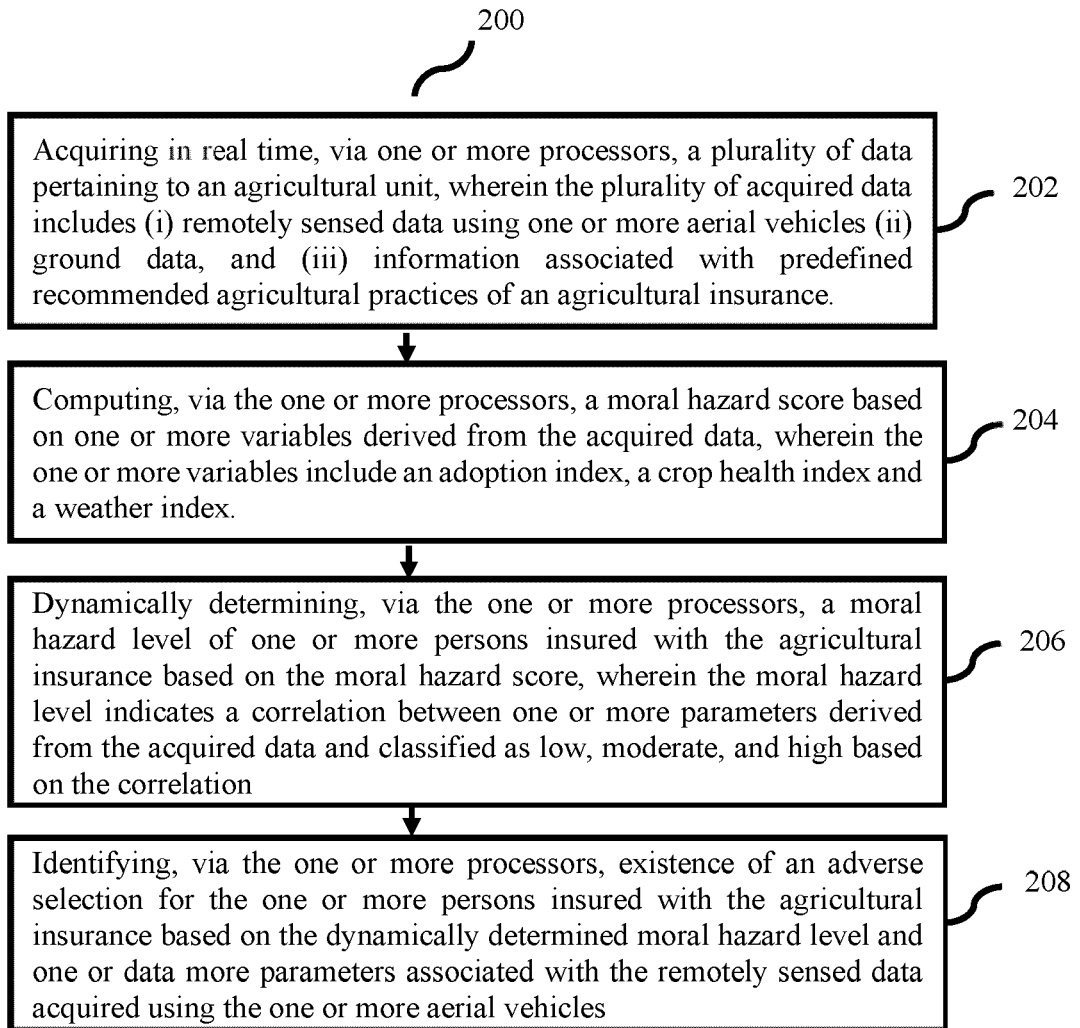 200
Acquiring in real time, via one or more processors, a plurality of data
pertaining to an agricultural unit, wherein the plurality of acquired data
includes (i) remotely sensed data using one or more aerial vehicles (ii)
ground data, and (iii) information associated with predefined
recommended agricultural practices of an agricultural insurance.
202
Computing, via the one or more processors, a moral hazard score based
on one or more variables derived from the acquired data, wherein the
one or more variables include an adoption index, a crop health index and
a weather index.
204
Dynamically determining, via the one or more processors, a moral
hazard level of one or more persons insured with the agricultural
insurance based on the moral hazard score, wherein the moral hazard
level indicates a correlation between one or more parameters derived
from the acquired data and classified as low, moderate, and high based
on the correlation
206
Identifying, via the one or more processors, existence of an adverse
selection for the one or more persons insured with the agricultural
insurance based on the dynamically determined moral hazard level and
one or data more parameters associated with the remotely sensed data
acquired using the one or more aerial vehicles
208